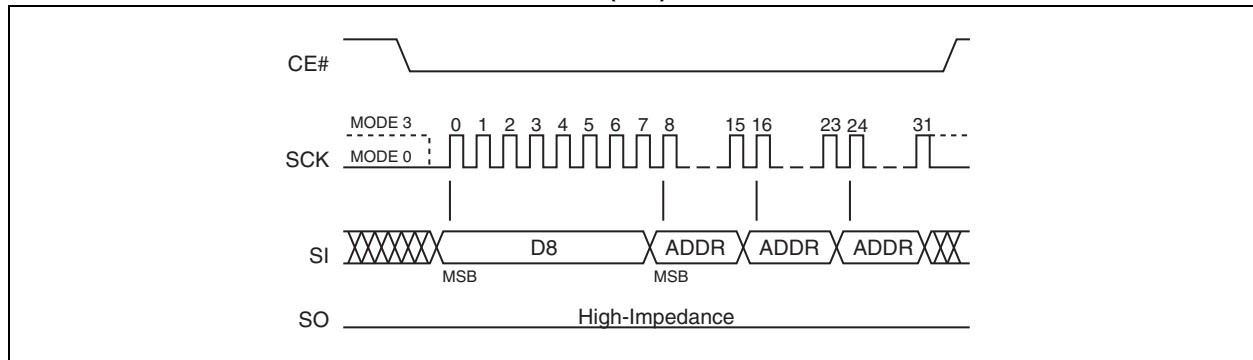 CE#
MODE 3
0 1 2 3 4 5 6 7 8 15 16 23 24 31
SCK
MODE 0
SI D8 ADDR ADDR ADDR
MSB MSB
SO High-Impedance